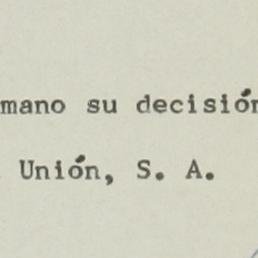 mano su decisión
Unión, S. A.